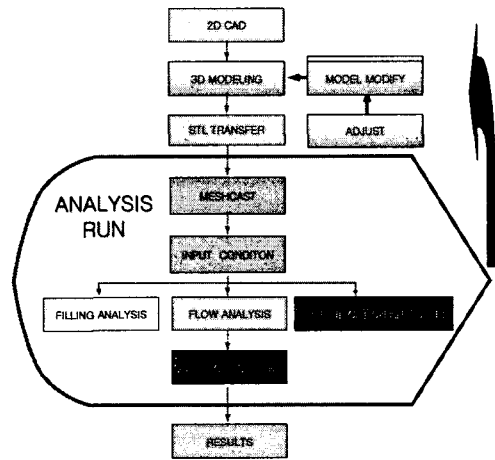 2D CAD
3D MODELING
MODEL MODIFY
STL TRANSFER
ADJUST
ANALYSIS
RUN
MESHCAST
INPUT CONDITON
FILLING ANALYSIS
FLOW ANALYSIS
RESULTS